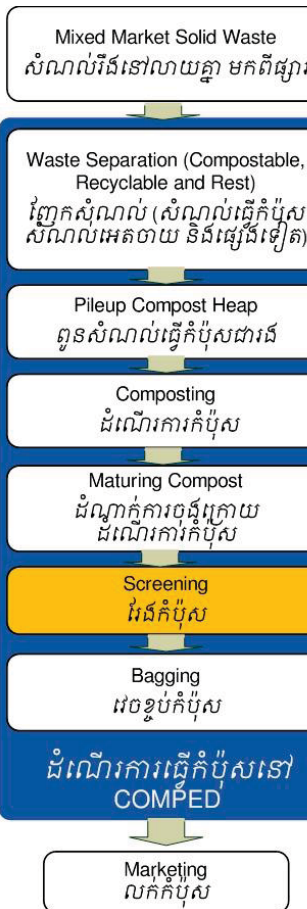 Mixed Market Solid Waste
សំណល់រឹងនៅលាយគ្នា មកពីផ្សារ
Waste Separation (Compostable,
Recyclable and Rest)
ញែកសំណល់ (សំណល់ធ្វើកំប៉ុស
សំណល់អេតចាយ និងផ្សេងទៀត)
Pileup Compost Heap
ពូនសំណល់ធ្វើកំប៉ុសជារង
Composting
ដំណើរការកំប៉ុស
Maturing Compost
ដំណាក់ការចុងក្រោយ
ដំណើរការកំប៉ុស
Screening
រែងកំប៉ុស
Bagging
វេចខ្ចប់កំប៉ុស
ដំណើរការធ្វើកំប៉ុសនៅ
COMPED
Marketing
លក់កំប៉ុស